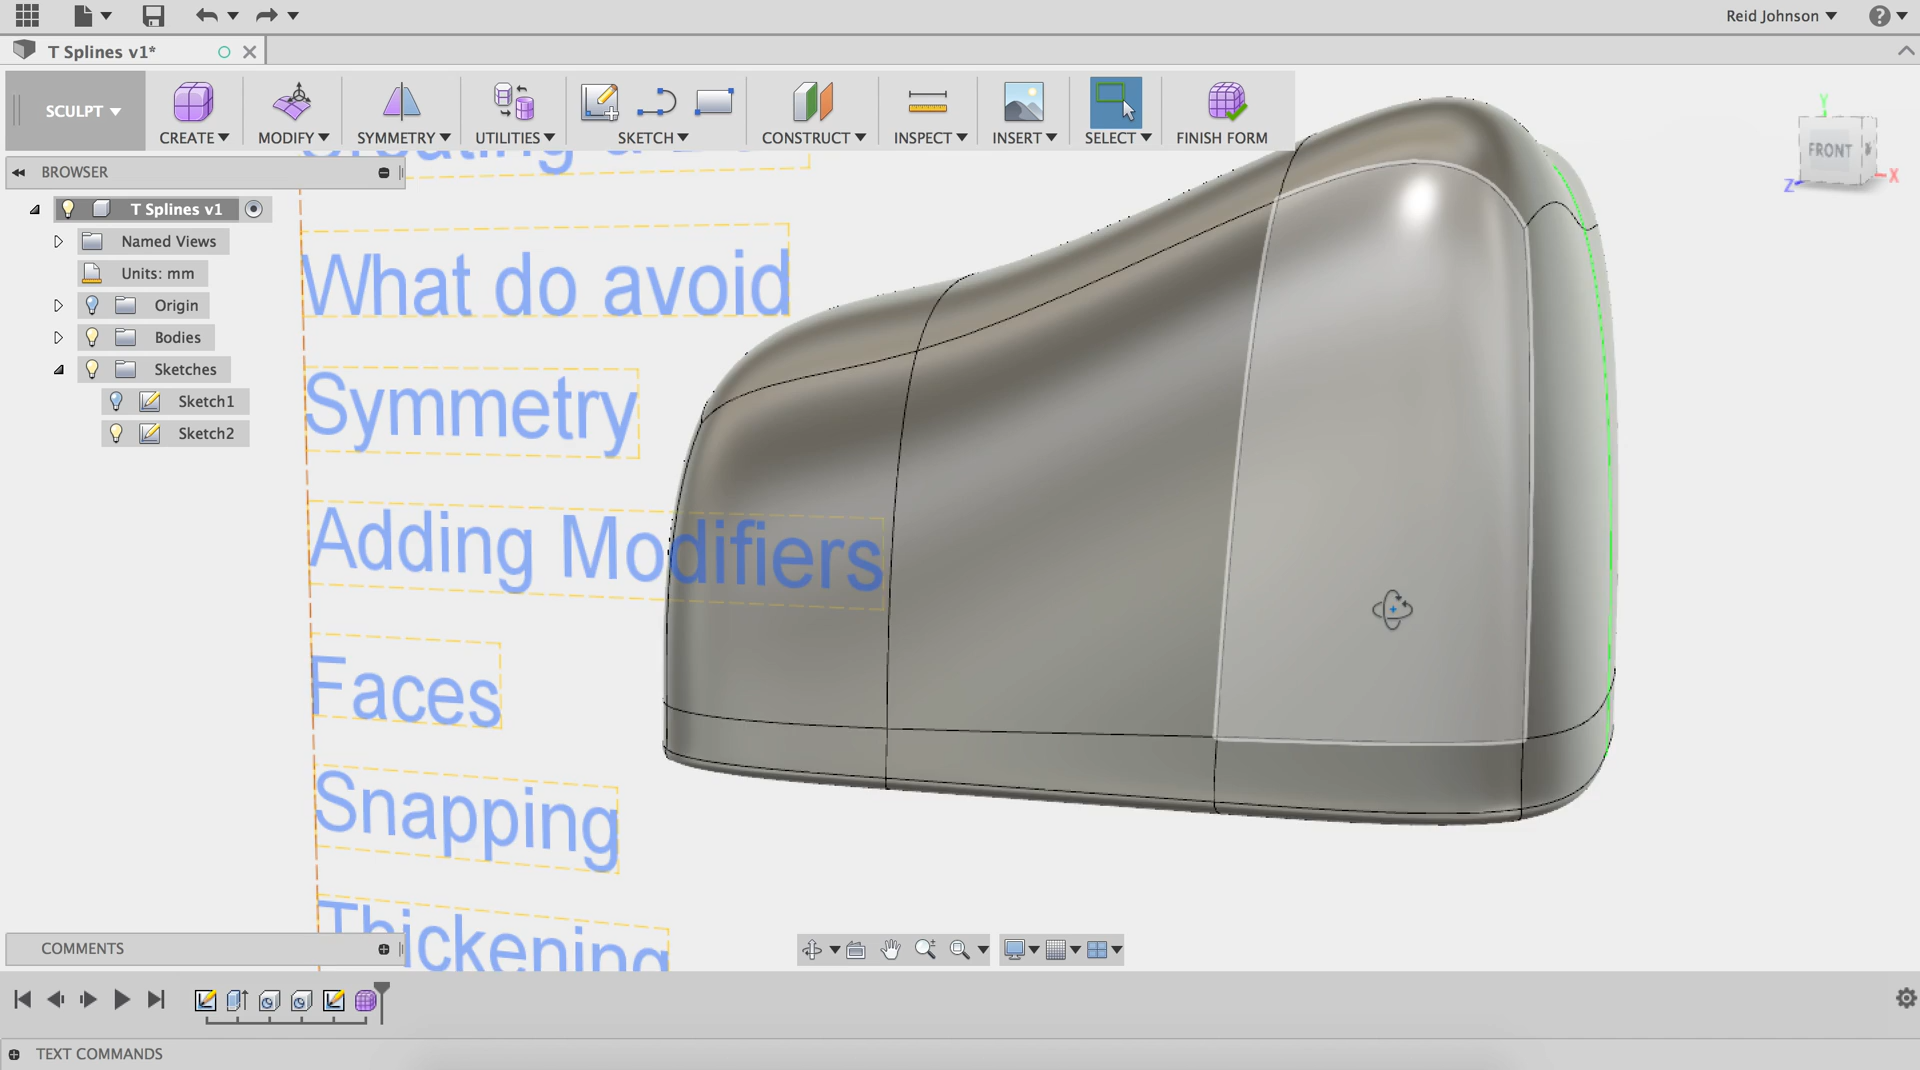 Reid Johnson
T Splines v1*
SCULPT
CREATE
MODIFY
SYMMETRY
UTILITIES
SKETCH
CONSTRUCT
INSPECT
INSERT
SELECT
FINISH FORM
Y
FRONT
Z
X
BROWSER
T Splines v1
Named Views
Units: mm
Origin
Bodies
Sketches
Sketch1
Sketch2
What do avoid
Symmetry
Adding Modifiers
Faces
Snapping
Thickening
COMMENTS
TEXT COMMANDS